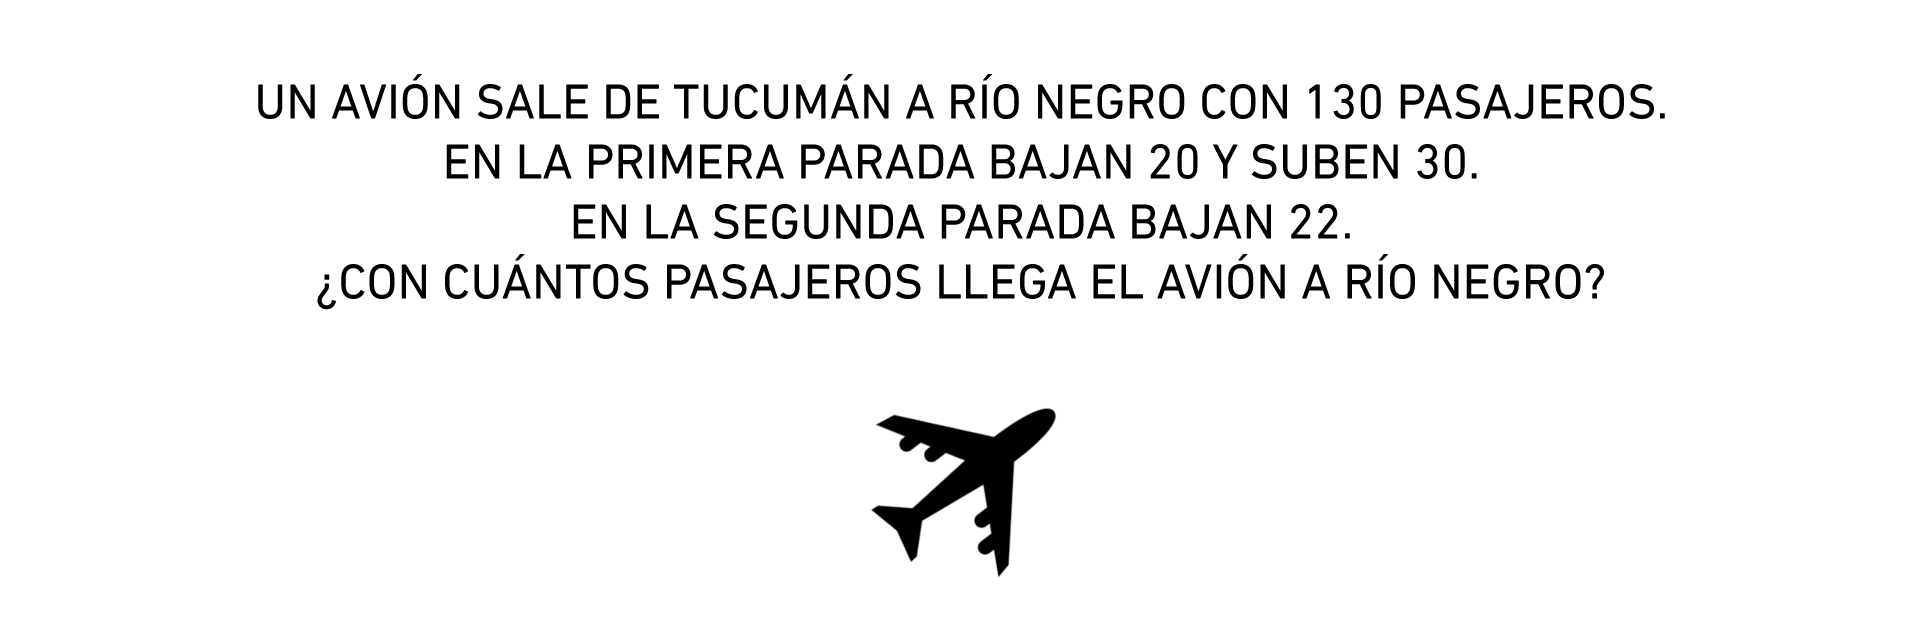 UN AVIÓN SALE DE TUCUMÁN A RÍO NEGRO CON 130 PASAJEROS.
EN LA PRIMERA PARADA BAJAN 20 Y SUBEN 30.
EN LA SEGUNDA PARADA BAJAN 22.
¿CON CUÁNTOS PASAJEROS LLEGA EL AVIÓN A RÍO NEGRO?